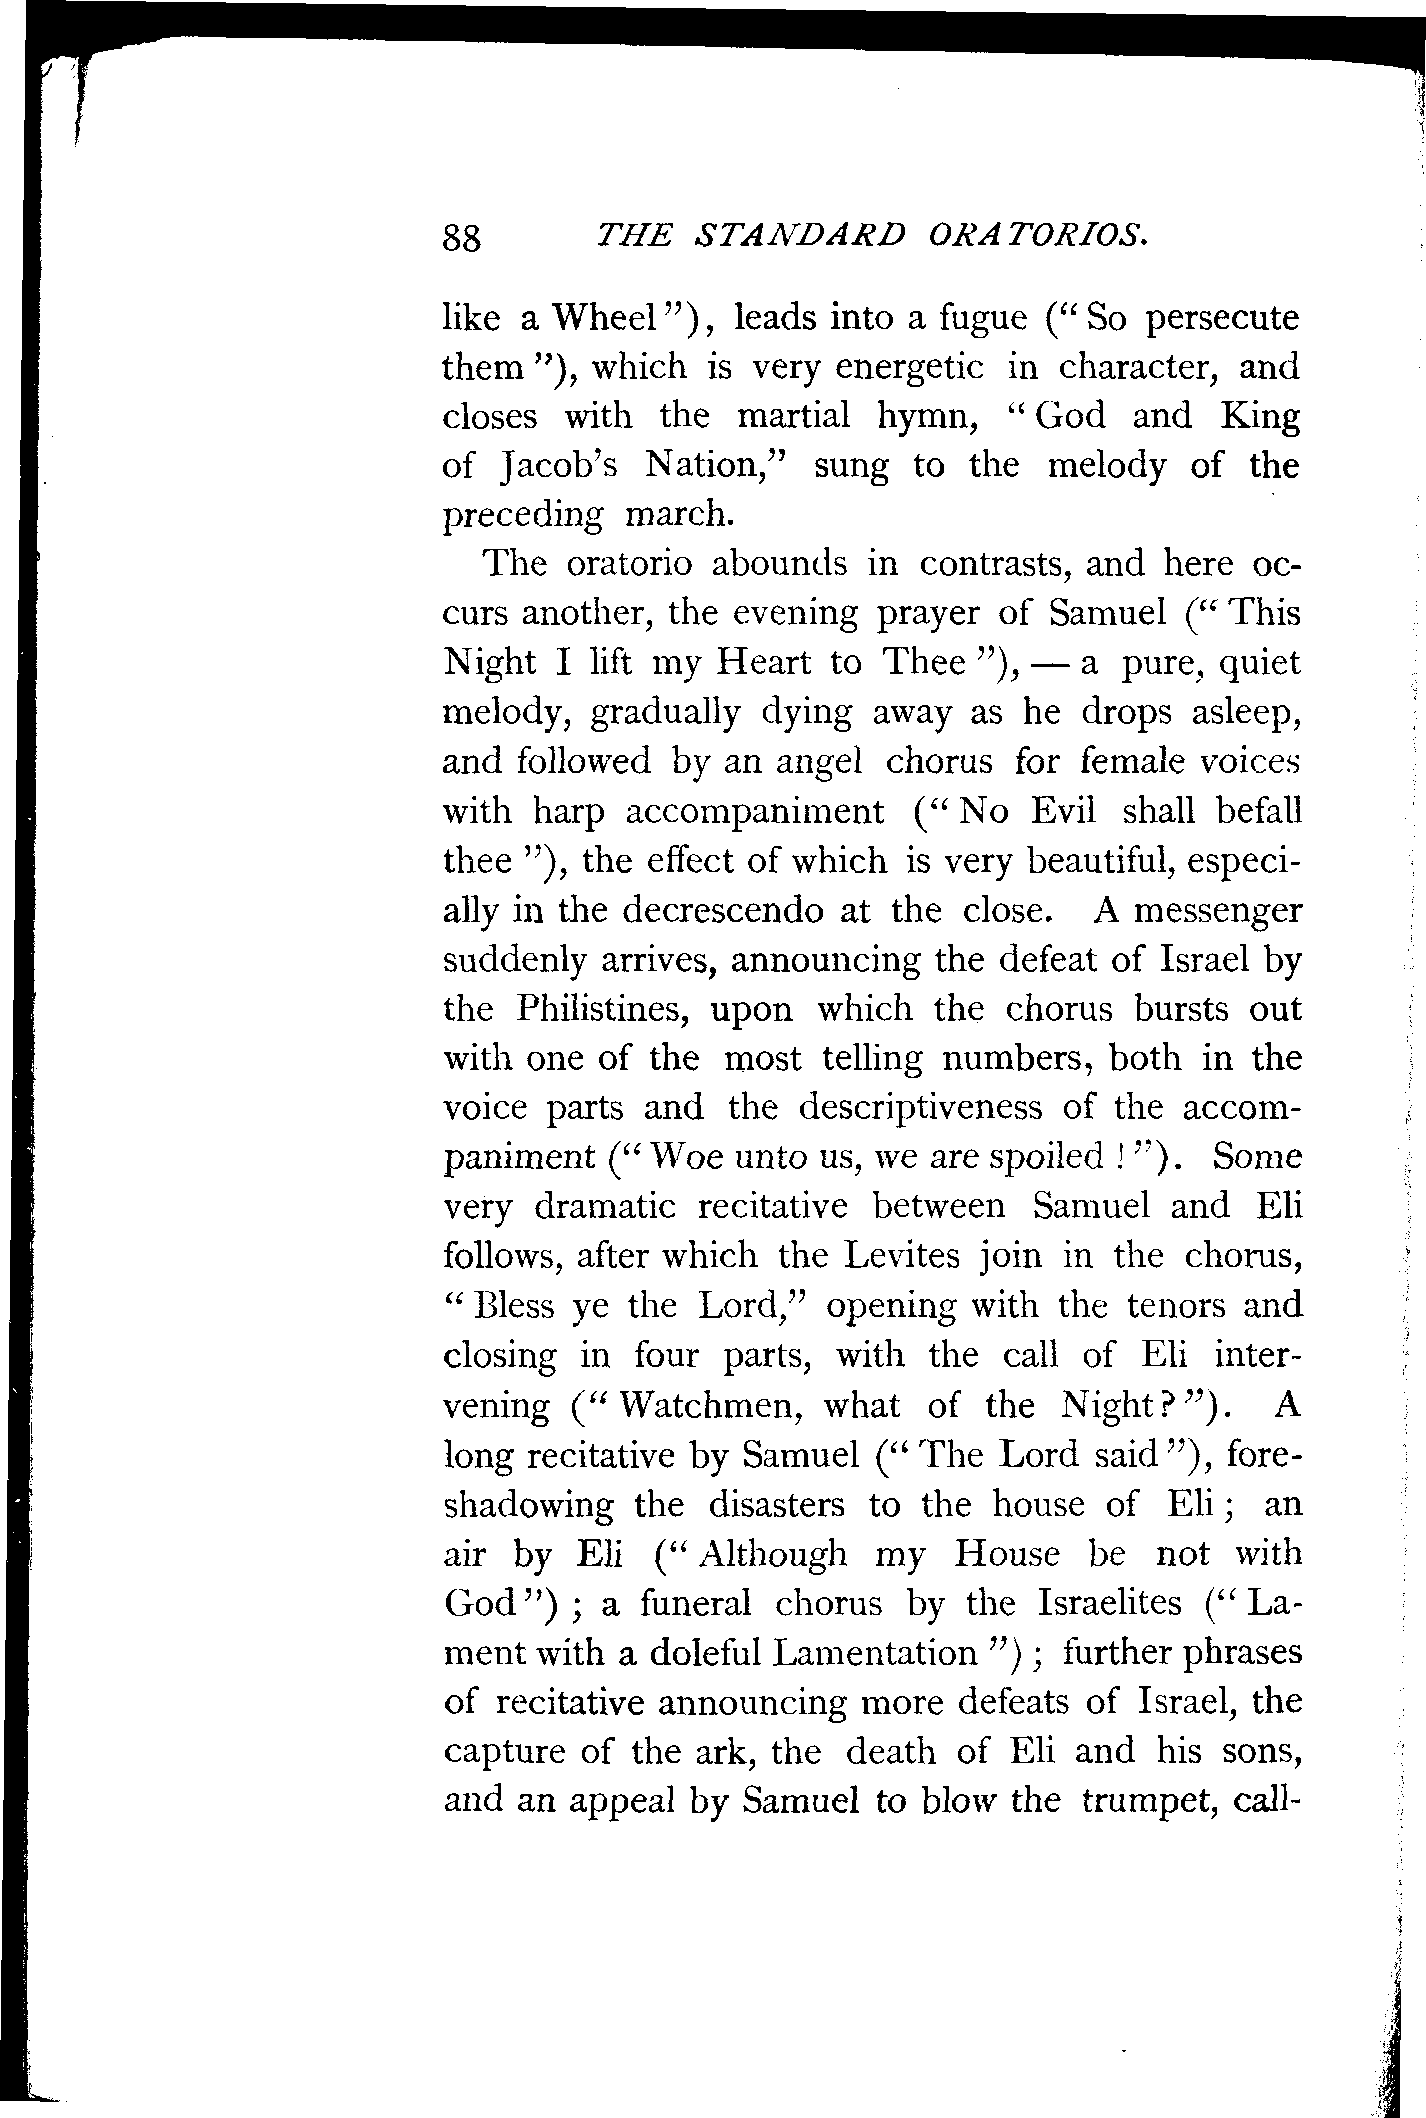 88 THE STANDARD ORATORIOS.
like a Wheel"), leads into a fugue ("So persecute
them"), which is very energetic in character, and
closes with the martial hymn, "God and King
of Jacob's Nation," sung to the melody of the
preceding march.
The oratorio abounds in contrasts, and here oc-
curs another, the evening prayer of Samuel ("This
Night I lift my Heart to Thee"), — a pure, quiet
melody, gradually dying away as he drops asleep,
and followed by an angel chorus for female voices
with harp accompaniment ("No Evil shall befall
thee"), the effect of which is very beautiful, especi-
ally in the decrescendo at the close. A messenger
suddenly arrives, announcing the defeat of Israel by
the Philistines, upon which the chorus bursts out
with one of the most telling numbers, both in the
voice parts and the descriptiveness of the accom-
paniment ("Woe unto us, we are spoiled!"). Some
very dramatic recitative between Samuel and Eli
follows, after which the Levites join in the chorus,
"Bless ye the Lord," opening with the tenors and
closing in four parts, with the call of Eli inter-
vening ("Watchmen, what of the Night?"). A
long recitative by Samuel ("The Lord said"), fore-
shadowing the disasters to the house of Eli; an
air by Eli ("Although my House be not with
God"); a funeral chorus by the Israelites ("La-
ment with a doleful Lamentation"); further phrases
of recitative announcing more defeats of Israel, the
capture of the ark, the death of Eli and his sons,
and an appeal by Samuel to blow the trumpet, call-